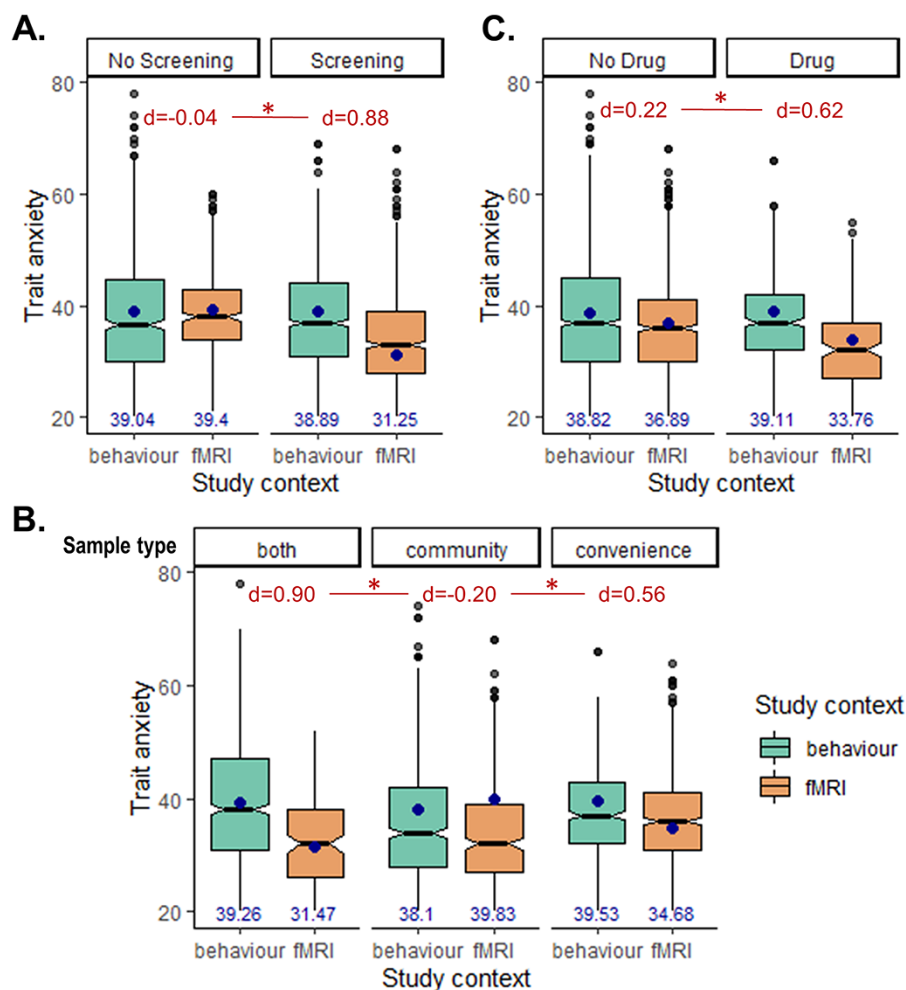 A.
No Screening Screening
80
60
40
20
Trait anxiety
d=-0.04 * d=0.88
39.04 39.4 38.89 31.25
behaviour fMRI behaviour fMRI
Study context
C.
No Drug Drug
80
60
40
20
Trait anxiety
d=0.22 * d=0.62
38.82 36.89 39.11 33.76
behaviour fMRI behaviour fMRI
Study context
B.
Sample type both community convenience
80
60
40
20
Trait anxiety
d=0.90 * d=-0.20 * d=0.56
39.26 31.47 38.1 39.83 39.53 34.68
behaviour fMRI behaviour fMRI behaviour fMRI
Study context
Study context
behaviour
fMRI